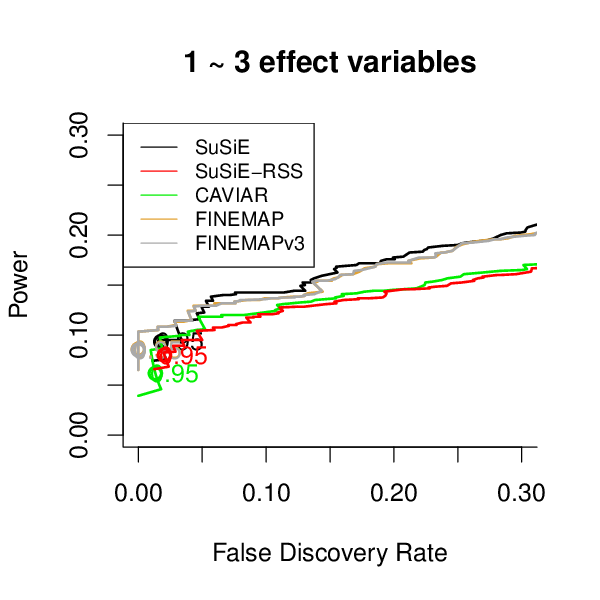 1 ~ 3 effect variables
SuSiE
SuSiE−RSS
CAVIAR
FINEMAP
FINEMAPv3
Power
0.30
0.20
0.10
0.00
.95
.95
0.00 0.10 0.20 0.30
False Discovery Rate